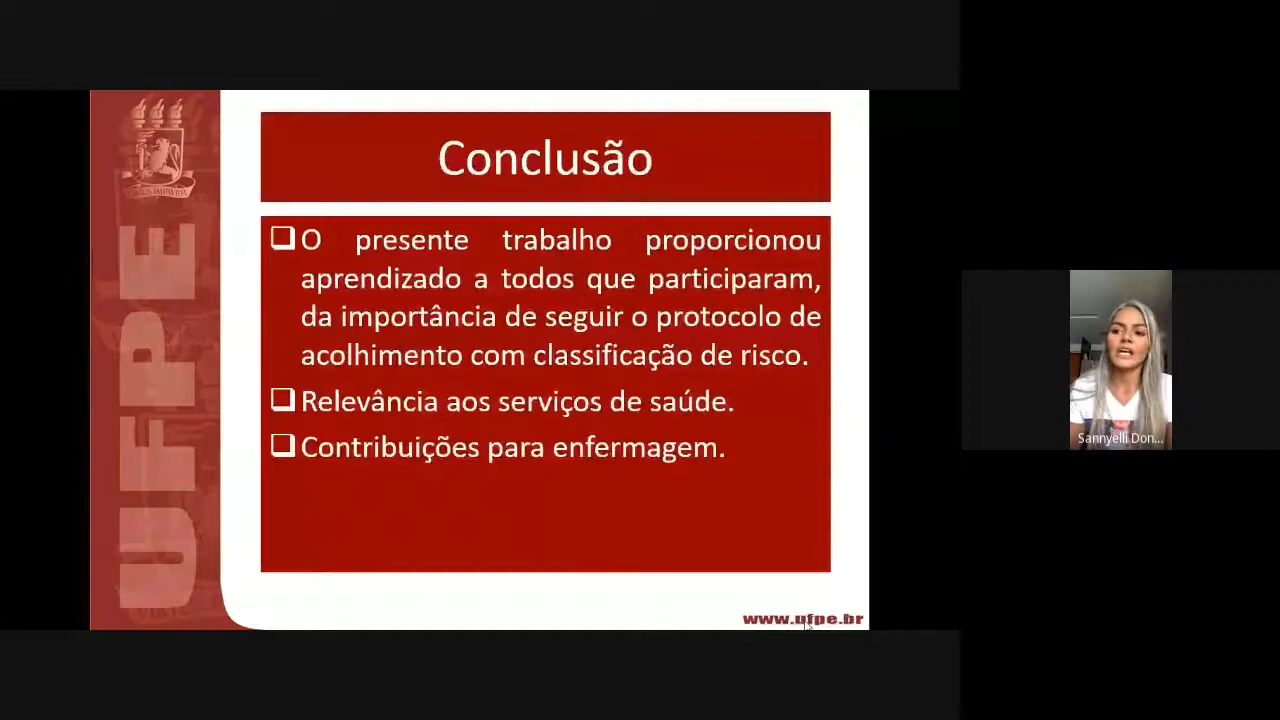 Conclusão
❑O presente trabalho proporcionou
aprendizado a todos que participaram,
da importância de seguir o protocolo de
acolhimento com classificação de risco.
❑Relevância aos serviços de saúde.
❑Contribuições para enfermagem.
UFPE
www.ufpe.br
Sannyelli Don...